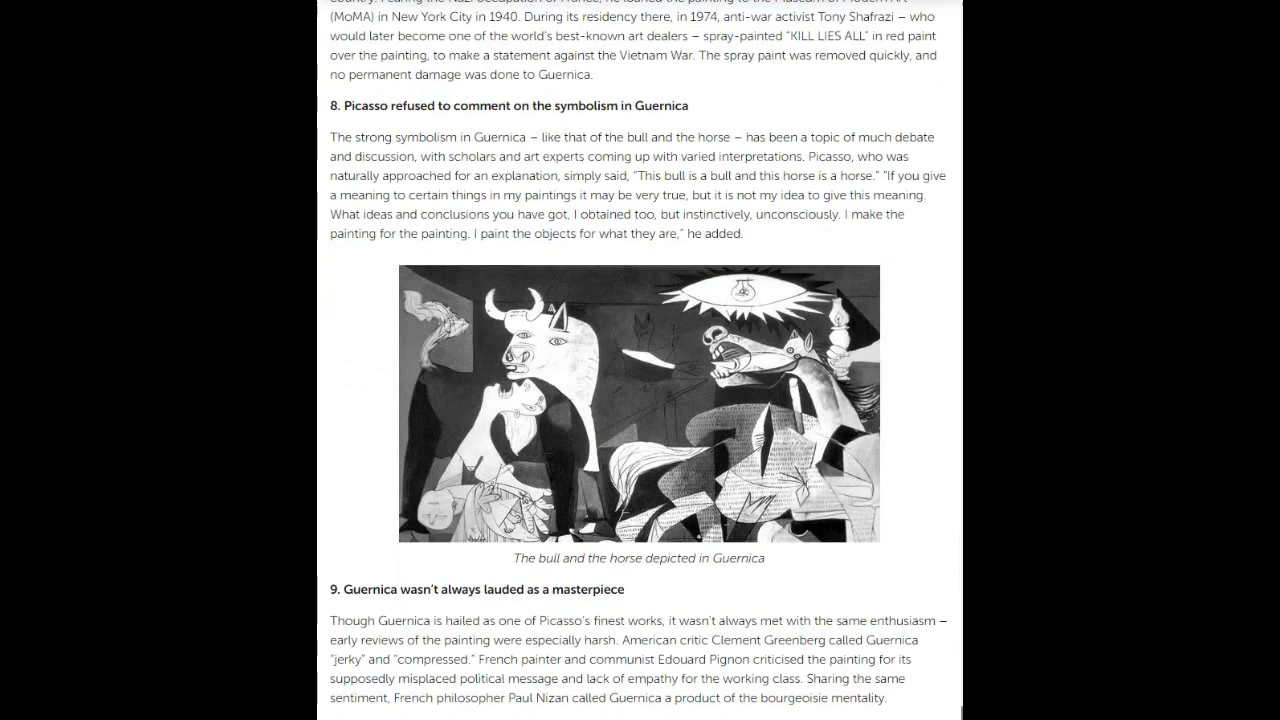 (MoMA) in New York City in 1940. During its residency there, in 1974, anti-war activist Tony Shafrazi – who
would later become one of the world's best-known art dealers – spray-painted "KILL LIES ALL" in red paint
over the painting, to make a statement against the Vietnam War. The spray paint was removed quickly, and
no permanent damage was done to Guernica.
8. Picasso refused to comment on the symbolism in Guernica
The strong symbolism in Guernica – like that of the bull and the horse – has been a topic of much debate
and discussion, with scholars and art experts coming up with varied interpretations. Picasso, who was
naturally approached for an explanation, simply said, "This bull is a bull and this horse is a horse." "If you give
a meaning to certain things in my paintings it may be very true, but it is not my idea to give this meaning.
What ideas and conclusions you have got, I obtained too, but instinctively, unconsciously. I make the
painting for the painting. I paint the objects for what they are," he added.
The bull and the horse depicted in Guernica
9. Guernica wasn't always lauded as a masterpiece
Though Guernica is hailed as one of Picasso's finest works, it wasn't always met with the same enthusiasm –
early reviews of the painting were especially harsh. American critic Clement Greenberg called Guernica
"jerky" and "compressed." French painter and communist Edouard Pignon criticised the painting for its
supposedly misplaced political message and lack of empathy for the working class. Sharing the same
sentiment, French philosopher Paul Nizan called Guernica a product of the bourgeoisie mentality.